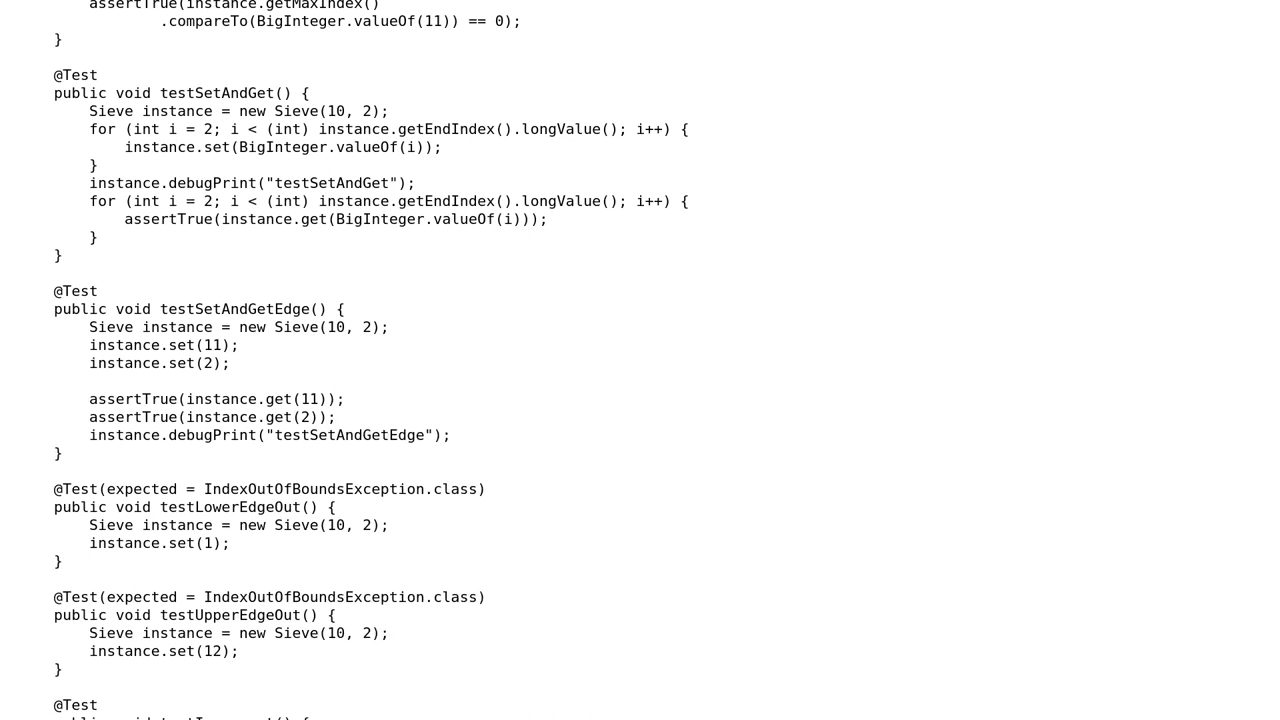 assertTrue(instance.getMaxIndex()
                .compareTo(BigInteger.valueOf(11)) == 0);
    }

    @Test
    public void testSetAndGet() {
        Sieve instance = new Sieve(10, 2);
        for (int i = 2; i < (int) instance.getEndIndex().longValue(); i++) {
            instance.set(BigInteger.valueOf(i));
        }
        instance.debugPrint("testSetAndGet");
        for (int i = 2; i < (int) instance.getEndIndex().longValue(); i++) {
            assertTrue(instance.get(BigInteger.valueOf(i)));
        }
    }

    @Test
    public void testSetAndGetEdge() {
        Sieve instance = new Sieve(10, 2);
        instance.set(11);
        instance.set(2);

        assertTrue(instance.get(11));
        assertTrue(instance.get(2));
        instance.debugPrint("testSetAndGetEdge");
    }

    @Test(expected = IndexOutOfBoundsException.class)
    public void testLowerEdgeOut() {
        Sieve instance = new Sieve(10, 2);
        instance.set(1);
    }

    @Test(expected = IndexOutOfBoundsException.class)
    public void testUpperEdgeOut() {
        Sieve instance = new Sieve(10, 2);
        instance.set(12);
    }

    @Test